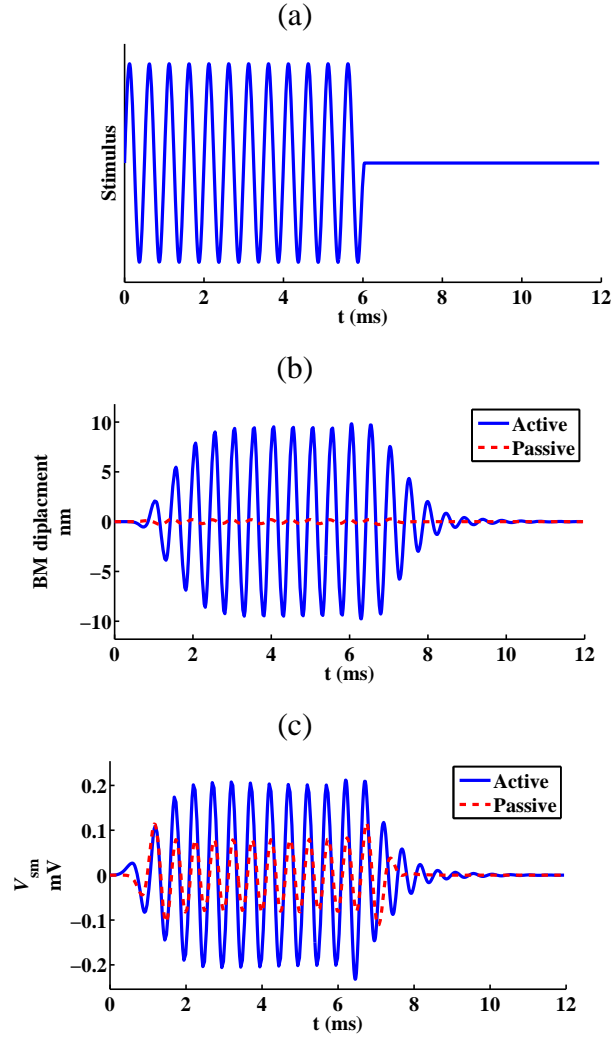 (a)
Stimulus
0 2 4 6 8 10 12
t (ms)
(b)
10
5
0
−5
−10
BM diplacment
nm
Active
Passive
0 2 4 6 8 10 12
t (ms)
(c)
0.2
0.1
0
−0.1
−0.2
V sm
mV
Active
Passive
0 2 4 6 8 10 12
t (ms)